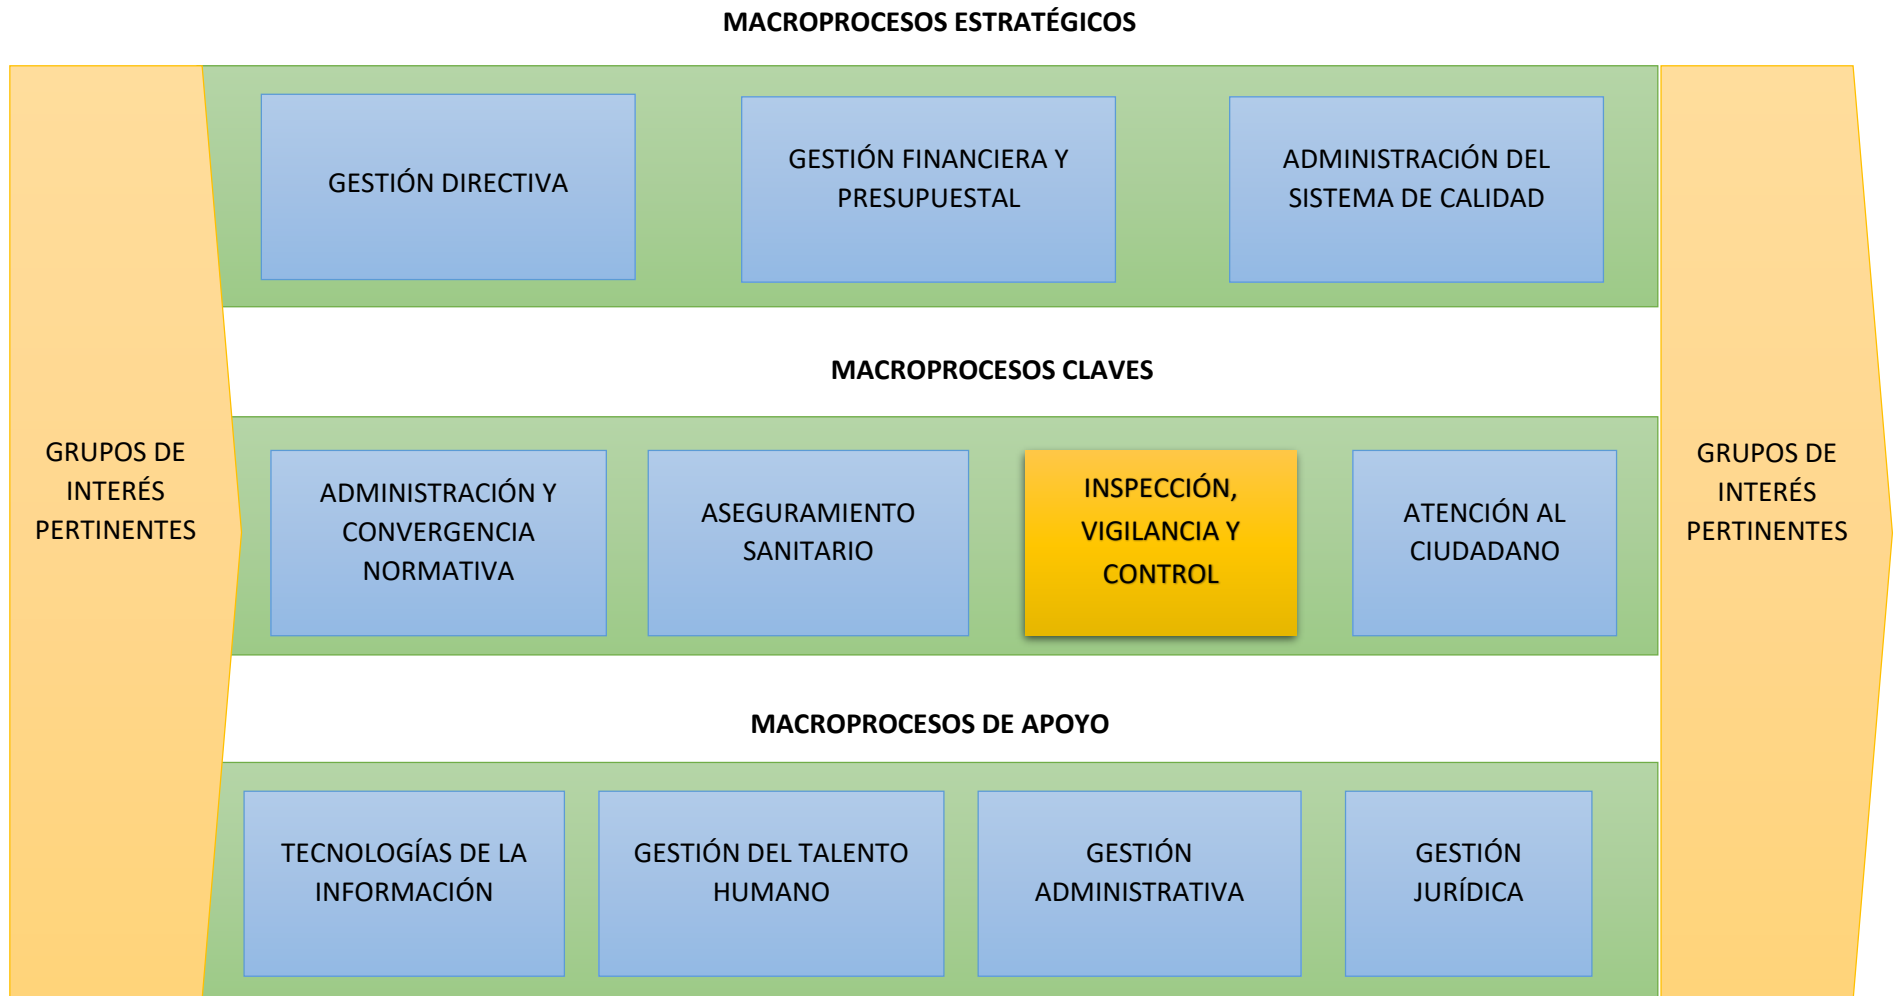 MACROPROCESOS ESTRATÉGICOS
GESTIÓN DIRECTIVA
GESTIÓN FINANCIERA Y
PRESUPUESTAL
ADMINISTRACIÓN DEL
SISTEMA DE CALIDAD
MACROPROCESOS CLAVES
GRUPOS DE
INTERÉS
PERTINENTES
ADMINISTRACIÓN Y
CONVERGENCIA
NORMATIVA
ASEGURAMIENTO
SANITARIO
INSPECCIÓN,
VIGILANCIA Y
CONTROL
ATENCIÓN AL
CIUDADANO
GRUPOS DE
INTERÉS
PERTINENTES
MACROPROCESOS DE APOYO
TECNOLOGÍAS DE LA
INFORMACIÓN
GESTIÓN DEL TALENTO
HUMANO
GESTIÓN
ADMINISTRATIVA
GESTIÓN
JURÍDICA